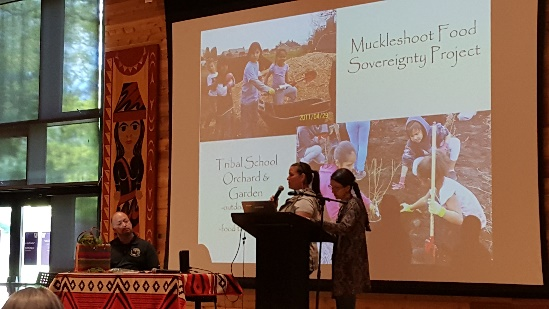 Muckleshoot Food
Sovereignty Project
2017/04/29
Tribal School
Orchard &
Garden